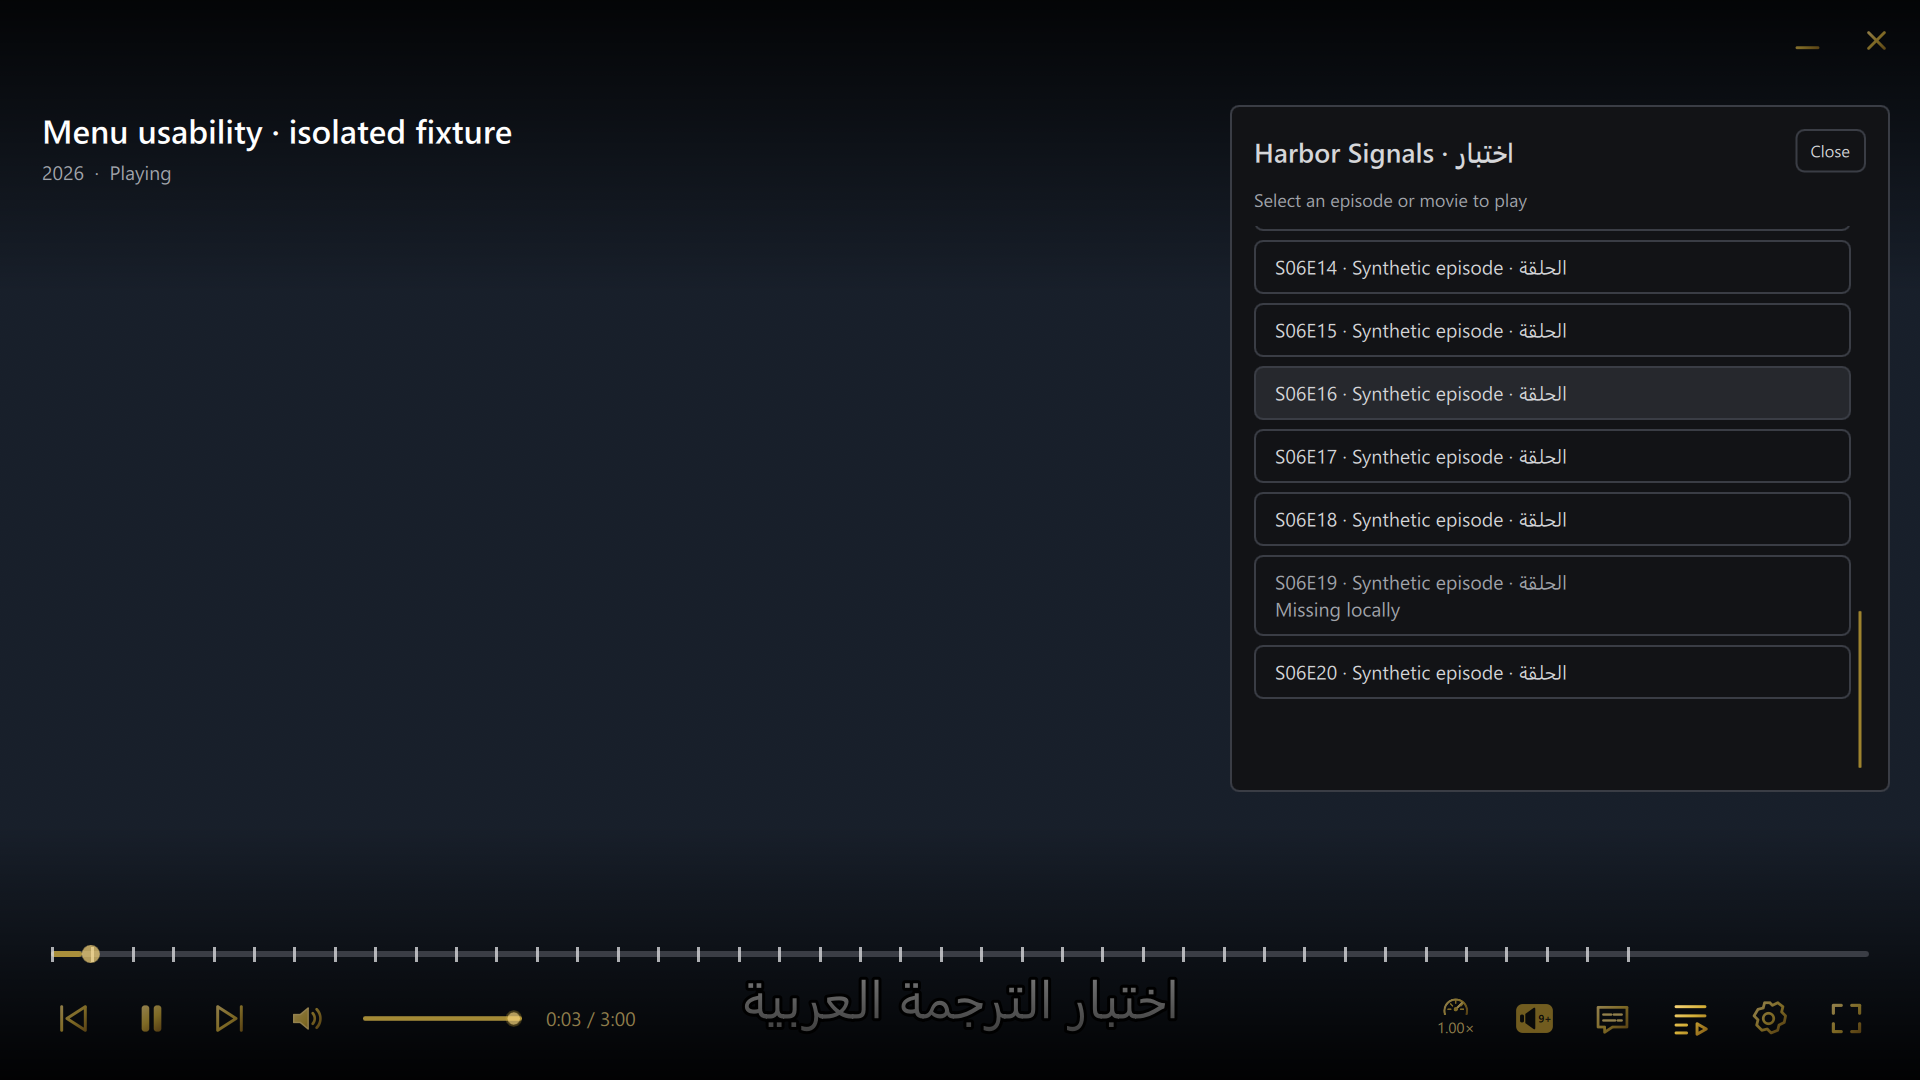 Menu usability · isolated fixture
2026 · Playing
Harbor Signals · اختبار
Close
Select an episode or movie to play
S06E14 · Synthetic episode · الحلقة
S06E15 · Synthetic episode · الحلقة
S06E16 · Synthetic episode · الحلقة
S06E17 · Synthetic episode · الحلقة
S06E18 · Synthetic episode · الحلقة
S06E19 · Synthetic episode · الحلقة
Missing locally
S06E20 · Synthetic episode · الحلقة
اختبار الترجمة العربية
0:03 / 3:00
1.00×
9+